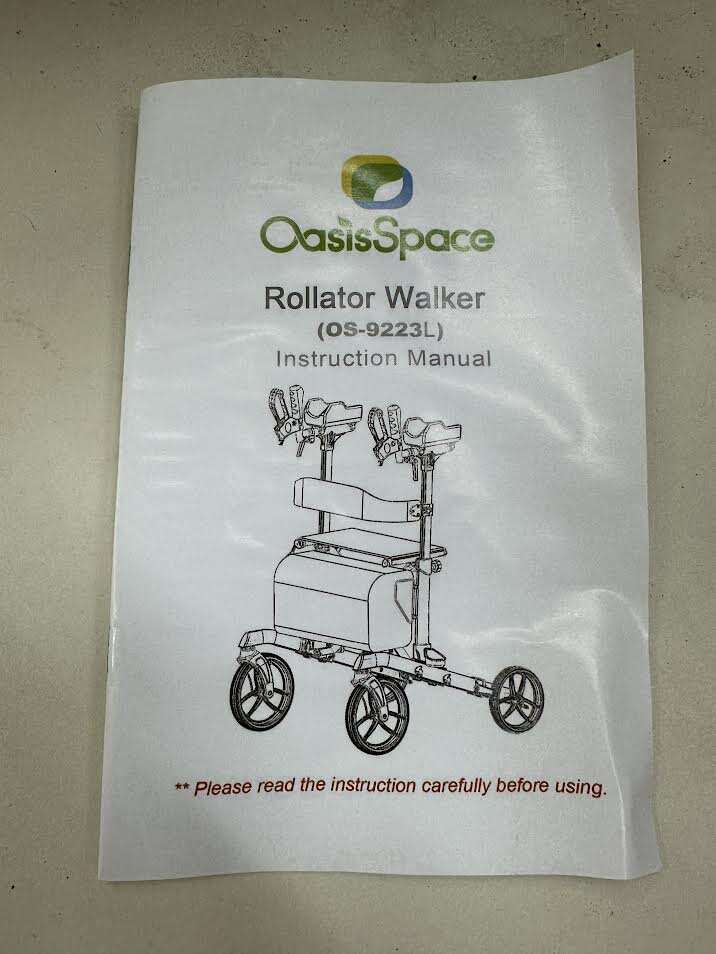 OasisSpace
Rollator Walker
(OS-9223L)
Instruction Manual
** Please read the instruction carefully before using.